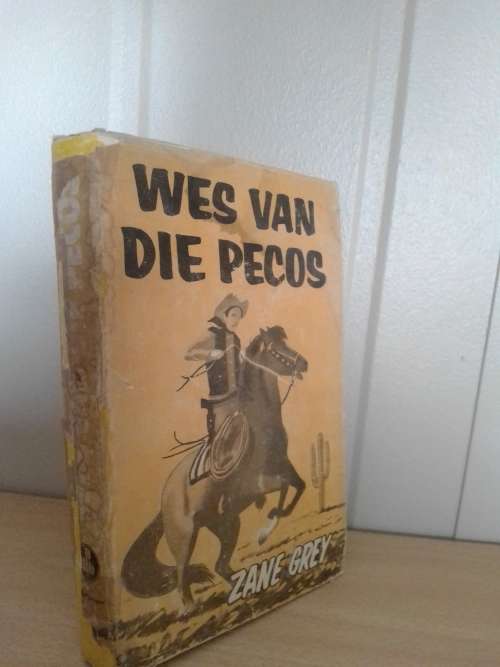 WES VAN
DIE PECOS
ZANE GREY